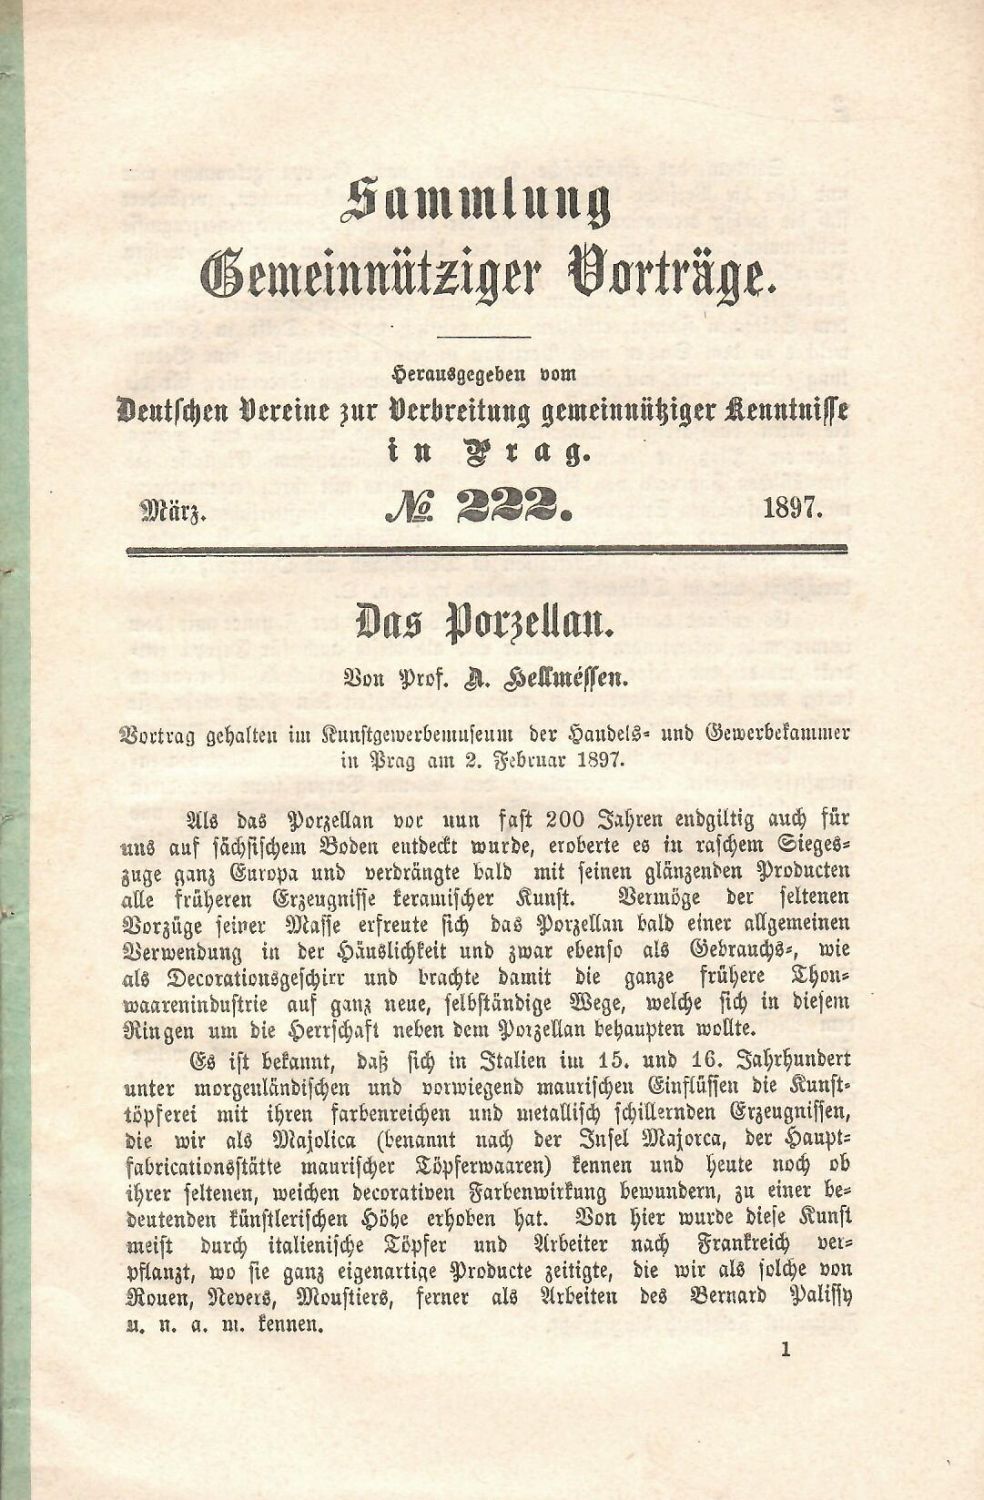 Sammlung
Gemeinnütziger Vorträge.
Herausgegeben vom
Deutschen Vereine zur Verbreitung gemeinnütziger Kenntnisse
in Prag.
März. No. 222. 1897.
Das Porzellan.
Von Prof. A. Hellméssen.
Vortrag gehalten im Kunstgewerbemuseum der Handels- und Gewerbekammer
in Prag am 2. Februar 1897.
Als das Porzellan vor nun fast 200 Jahren endgiltig auch für
uns auf sächsischem Boden entdeckt wurde, eroberte es in raschem Sieges-
zuge ganz Europa und verdrängte bald mit seinen glänzenden Producten
alle früheren Erzeugnisse keramischer Kunst. Vermöge der seltenen
Vorzüge seiner Masse erfreute sich das Porzellan bald einer allgemeinen
Verwendung in der Häuslichkeit und zwar ebenso als Gebrauchs-, wie
als Decorationsgeschirr und brachte damit die ganze frühere Thon-
waarenindustrie auf ganz neue, selbständige Wege, welche sich in diesem
Ringen um die Herrschaft neben dem Porzellan behaupten wollte.
Es ist bekannt, daß sich in Italien im 15. und 16. Jahrhundert
unter morgenländischen und vorwiegend maurischen Einflüssen die Kunst-
töpferei mit ihren farbenreichen und metallisch schillernden Erzeugnissen,
die wir als Majolica (benannt nach der Insel Majorca, der Haupt-
fabricationsstätte maurischer Töpferwaaren) kennen und heute noch ob
ihrer seltenen, weichen decorativen Farbenwirkung bewundern, zu einer be-
deutenden künstlerischen Höhe erhoben hat. Von hier wurde diese Kunst
meist durch italienische Töpfer und Arbeiter nach Frankreich ver-
pflanzt, wo sie ganz eigenartige Producte zeitigte, die wir als solche von
Rouen, Nevers, Moustiers, ferner als Arbeiten des Bernard Palissy
u. n. a. m. kennen.
1